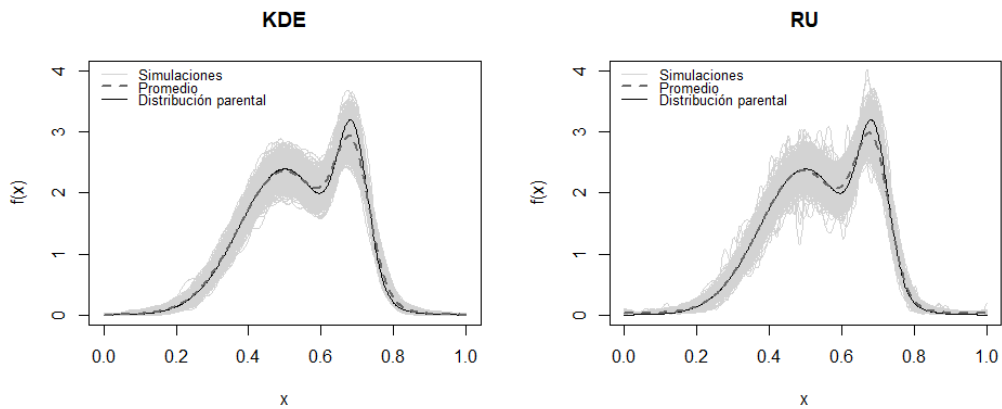 KDE
Simulaciones
Promedio
Distribución parental
f(x)
4
3
2
1
0
0.0 0.2 0.4 0.6 0.8 1.0
x
RU
Simulaciones
Promedio
Distribución parental
f(x)
4
3
2
1
0
0.0 0.2 0.4 0.6 0.8 1.0
x